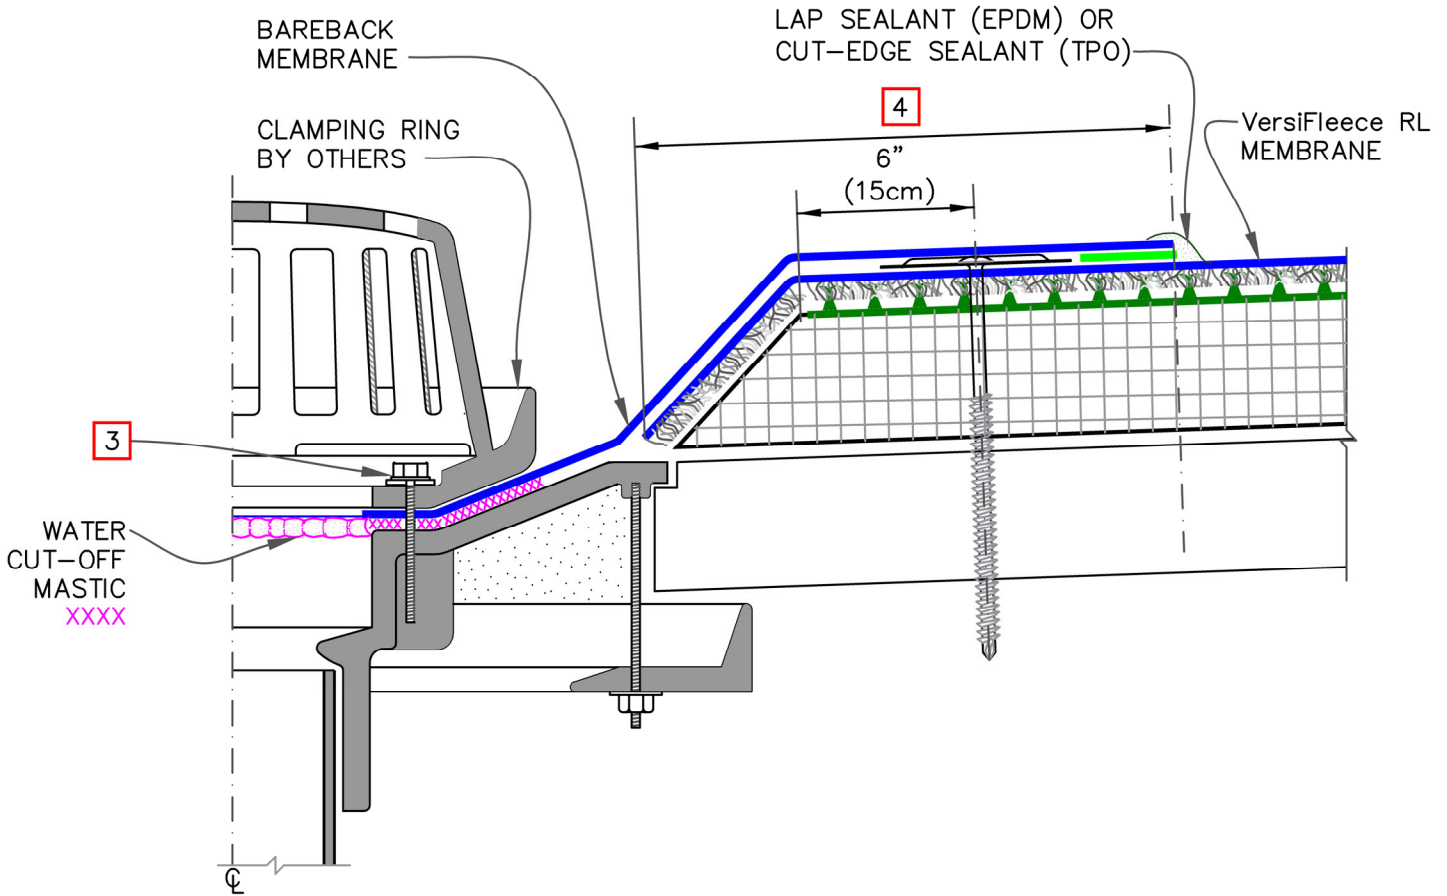 BAREBACK
MEMBRANE
LAP SEALANT (EPDM) OR
CUT-EDGE SEALANT (TPO)
4
CLAMPING RING
BY OTHERS
VersiFleece RL
MEMBRANE
6"
(15cm)
3
WATER
CUT-OFF
MASTIC
XXXX
℄